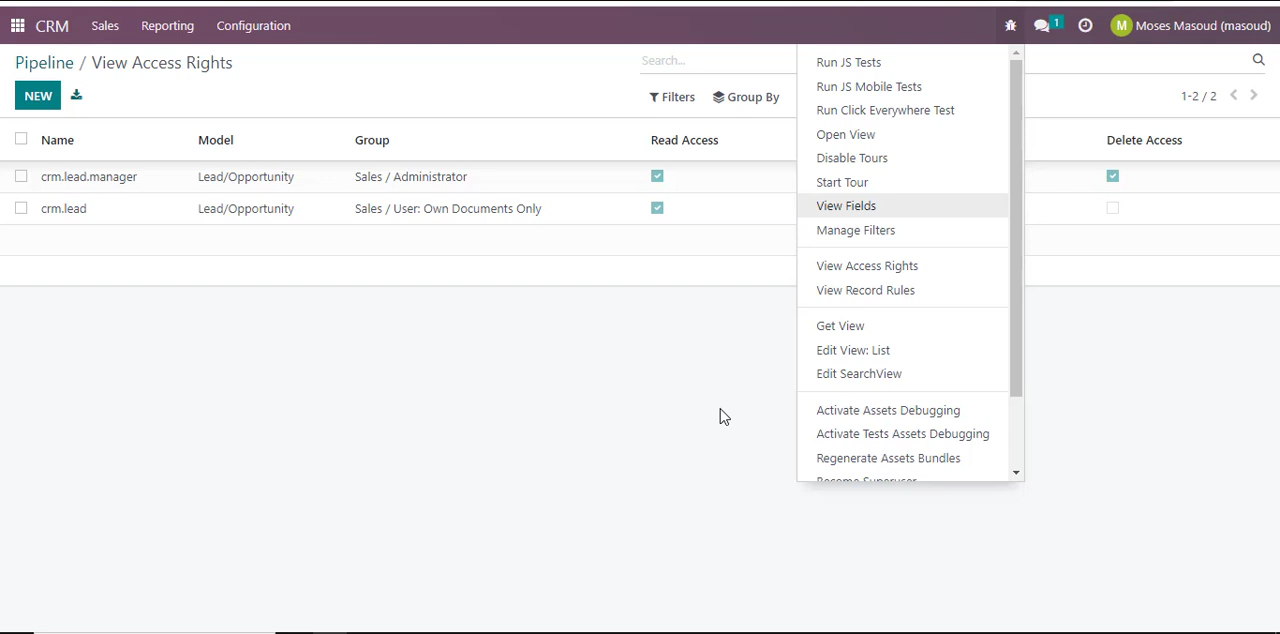 CRM Sales Reporting Configuration 1 M Moses Masoud (masoud)
Pipeline / View Access Rights Search...
NEW Filters Group By 1-2 / 2
Name Model Group Read Access Delete Access
crm.lead.manager Lead/Opportunity Sales / Administrator
crm.lead Lead/Opportunity Sales / User: Own Documents Only
Run JS Tests
Run JS Mobile Tests
Run Click Everywhere Test
Open View
Disable Tours
Start Tour
View Fields
Manage Filters
View Access Rights
View Record Rules
Get View
Edit View: List
Edit SearchView
Activate Assets Debugging
Activate Tests Assets Debugging
Regenerate Assets Bundles
Become Superuser